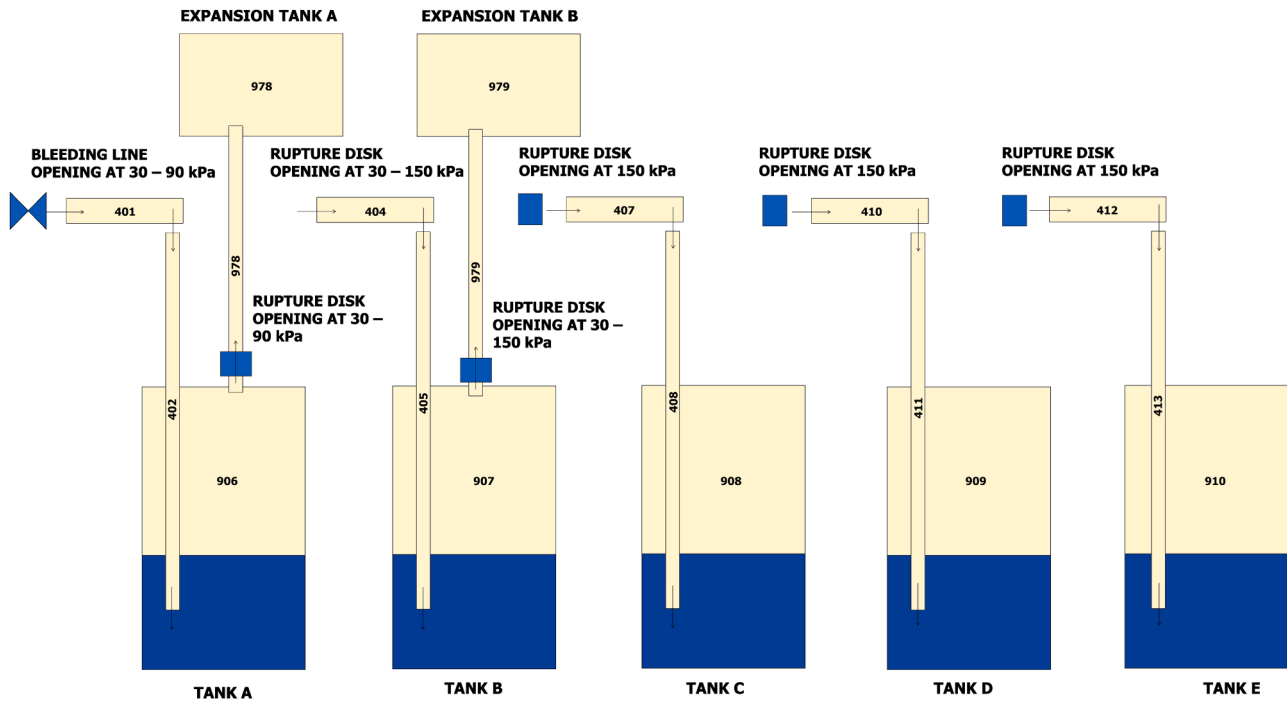 EXPANSION TANK A
EXPANSION TANK B
978
979
BLEEDING LINE
OPENING AT 30 – 90 kPa
RUPTURE DISK
OPENING AT 30 – 150 kPa
RUPTURE DISK
OPENING AT 150 kPa
RUPTURE DISK
OPENING AT 150 kPa
RUPTURE DISK
OPENING AT 150 kPa
401
404
407
410
412
978
979
RUPTURE DISK
OPENING AT 30 –
90 kPa
RUPTURE DISK
OPENING AT 30 –
150 kPa
402
405
408
411
413
906
907
908
909
910
TANK A
TANK B
TANK C
TANK D
TANK E